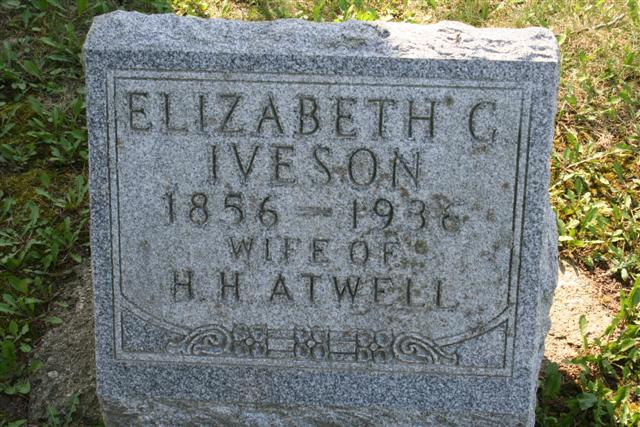 ELIZABETH C
IVESON
1856 — 1936
WIFE OF
H. H. ATWELL